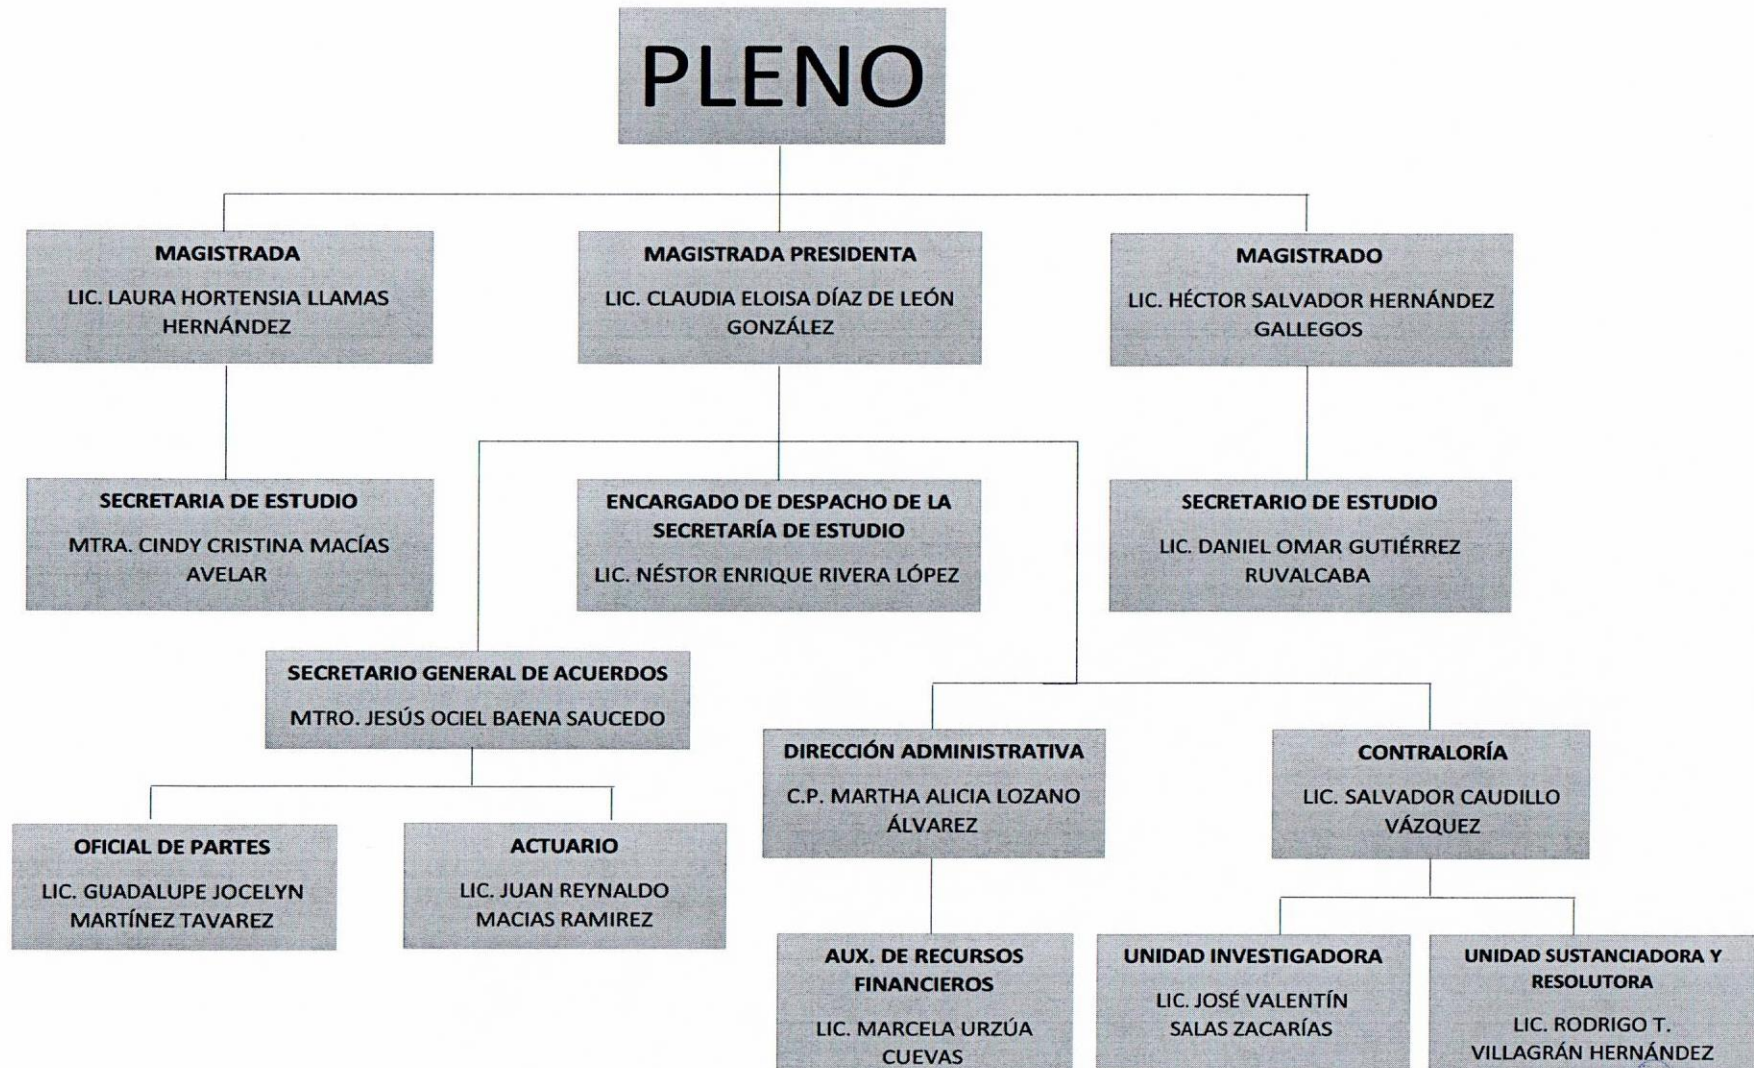 PLENO
MAGISTRADA
LIC. LAURA HORTENSIA LLAMAS
HERNÁNDEZ
MAGISTRADA PRESIDENTA
LIC. CLAUDIA ELOISA DÍAZ DE LEÓN
GONZÁLEZ
MAGISTRADO
LIC. HÉCTOR SALVADOR HERNÁNDEZ
GALLEGOS
SECRETARIA DE ESTUDIO
MTRA. CINDY CRISTINA MACÍAS
AVELAR
ENCARGADO DE DESPACHO DE LA
SECRETARÍA DE ESTUDIO
LIC. NÉSTOR ENRIQUE RIVERA LÓPEZ
SECRETARIO DE ESTUDIO
LIC. DANIEL OMAR GUTIÉRREZ
RUVALCABA
SECRETARIO GENERAL DE ACUERDOS
MTRO. JESÚS OCIEL BAENA SAUCEDO
DIRECCIÓN ADMINISTRATIVA
C.P. MARTHA ALICIA LOZANO
ÁLVAREZ
CONTRALORÍA
LIC. SALVADOR CAUDILLO
VÁZQUEZ
OFICIAL DE PARTES
LIC. GUADALUPE JOCELYN
MARTÍNEZ TAVAREZ
ACTUARIO
LIC. JUAN REYNALDO
MACIAS RAMIREZ
AUX. DE RECURSOS
FINANCIEROS
LIC. MARCELA URZÚA
CUEVAS
UNIDAD INVESTIGADORA
LIC. JOSÉ VALENTÍN
SALAS ZACARÍAS
UNIDAD SUSTANCIADORA Y
RESOLUTORA
LIC. RODRIGO T.
VILLAGRÁN HERNÁNDEZ